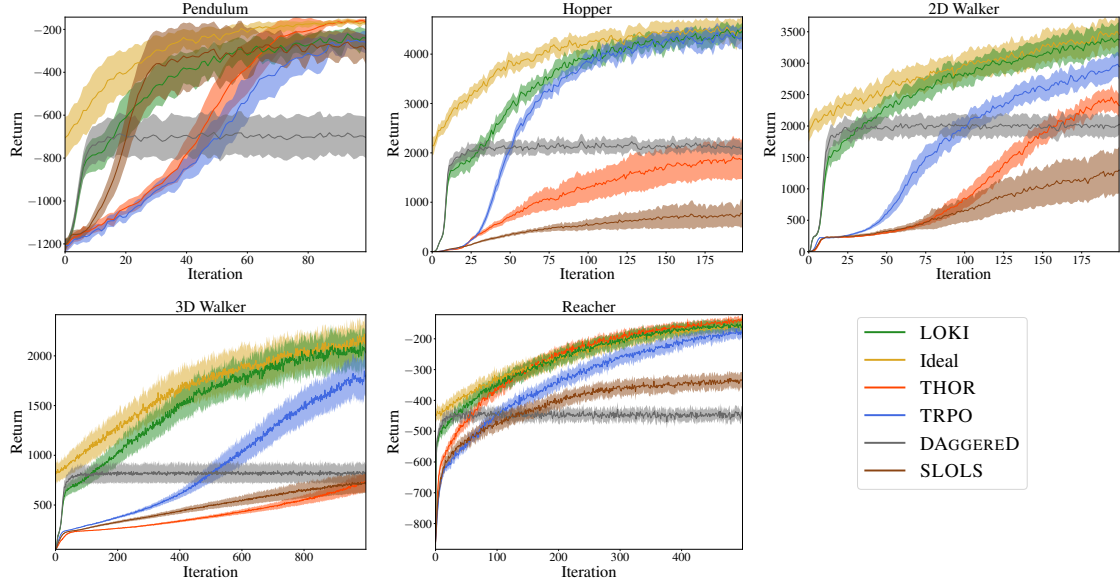 Pendulum
Hopper
2D Walker
−200
−400
−600
−800
−1000
−1200
Return
0
20
40
60
80
Iteration
4000
3000
2000
1000
0
Return
0
25
50
75
100
125
150
175
Iteration
3500
3000
2500
2000
1500
1000
500
0
Return
0
25
50
75
100
125
150
175
Iteration
3D Walker
Reacher
2000
1500
1000
500
Return
0
200
400
600
800
Iteration
−200
−300
−400
−500
−600
−700
−800
Return
0
100
200
300
400
Iteration
LOKI
Ideal
THOR
TRPO
DAGGERED
SLOLS